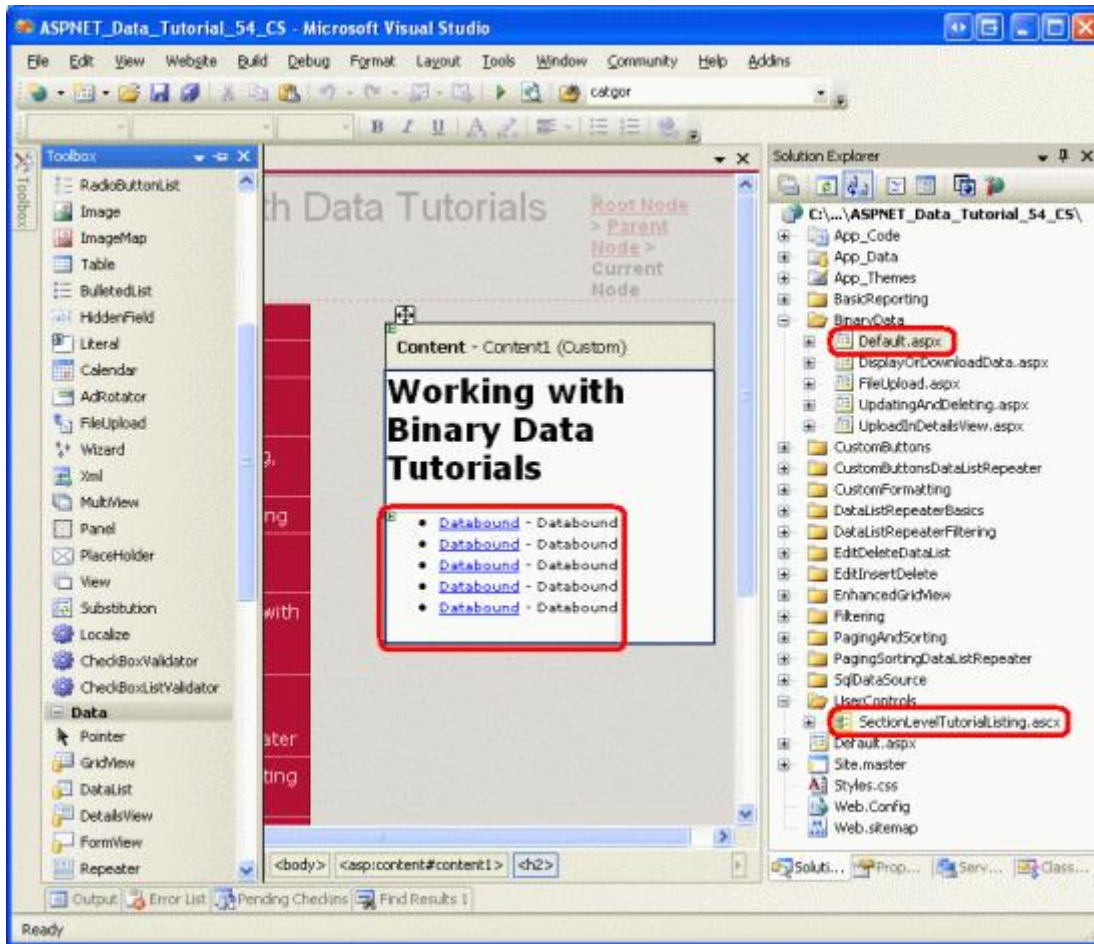 ASPNET_Data_Tutorial_54_CS - Microsoft Visual Studio
File Edit View Website Build Debug Format Layout Tools Window Community Help Addins
catgor
B I U A
Toolbox
Toolbox
RadioButtonList
Image
ImageMap
Table
BulletedList
HiddenField
Literal
Calendar
AdRotator
FileUpload
Wizard
Xml
MultiView
Panel
PlaceHolder
View
Substitution
Localize
CheckBoxValidator
CheckBoxListValidator
Data
Pointer
GridView
DataList
DetailsView
FormView
Repeater
th Data Tutorials
Root Node
> Parent
Node >
Current
Node
ng
with
ater
ting
Content - Content1 (Custom)
Working with
Binary Data
Tutorials
• Databound - Databound
• Databound - Databound
• Databound - Databound
• Databound - Databound
• Databound - Databound
<body> <asp:content#content1> <h2>
Solution Explorer
C:\...\ASPNET_Data_Tutorial_54_CS\
App_Code
App_Data
App_Themes
BasicReporting
BinaryData
Default.aspx
DisplayOrDownloadData.aspx
FileUpload.aspx
UpdatingAndDeleting.aspx
UploadInDetailsView.aspx
CustomButtons
CustomButtonsDataListRepeater
CustomFormatting
DataListRepeaterBasics
DataListRepeaterFiltering
EditDeleteDataList
EditInsertDelete
EnhancedGridView
Filtering
PagingAndSorting
PagingSortingDataListRepeater
SqlDataSource
UserControls
SectionLevelTutorialListing.ascx
Default.aspx
Site.master
Styles.css
Web.Config
Web.sitemap
Soluti... Prop... Serv... Class...
Output Error List Pending Checkins Find Results 1
Ready